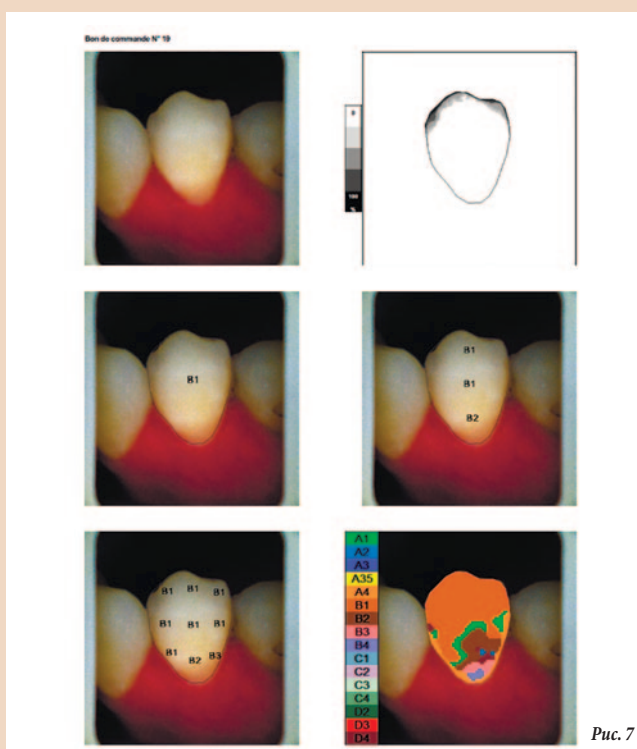 Bon de commande N° 19
0
100
%
B1
B1
B1
B2
B1 B1 B1
B1 B1 B1
B1 B2 B3
A1
A2
A3
A35
A4
B1
B2
B3
B4
C1
C2
C3
C4
D2
D3
D4
Рис. 7